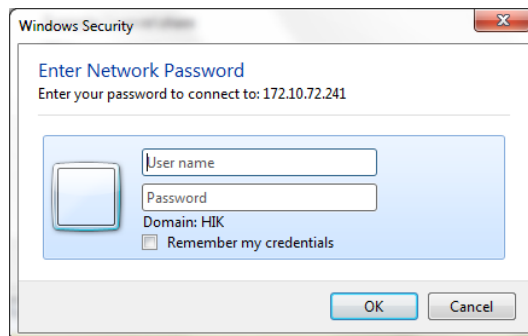 Windows Security
Enter Network Password
Enter your password to connect to: 172.10.72.241
User name
Password
Domain: HIK
Remember my credentials
OK Cancel